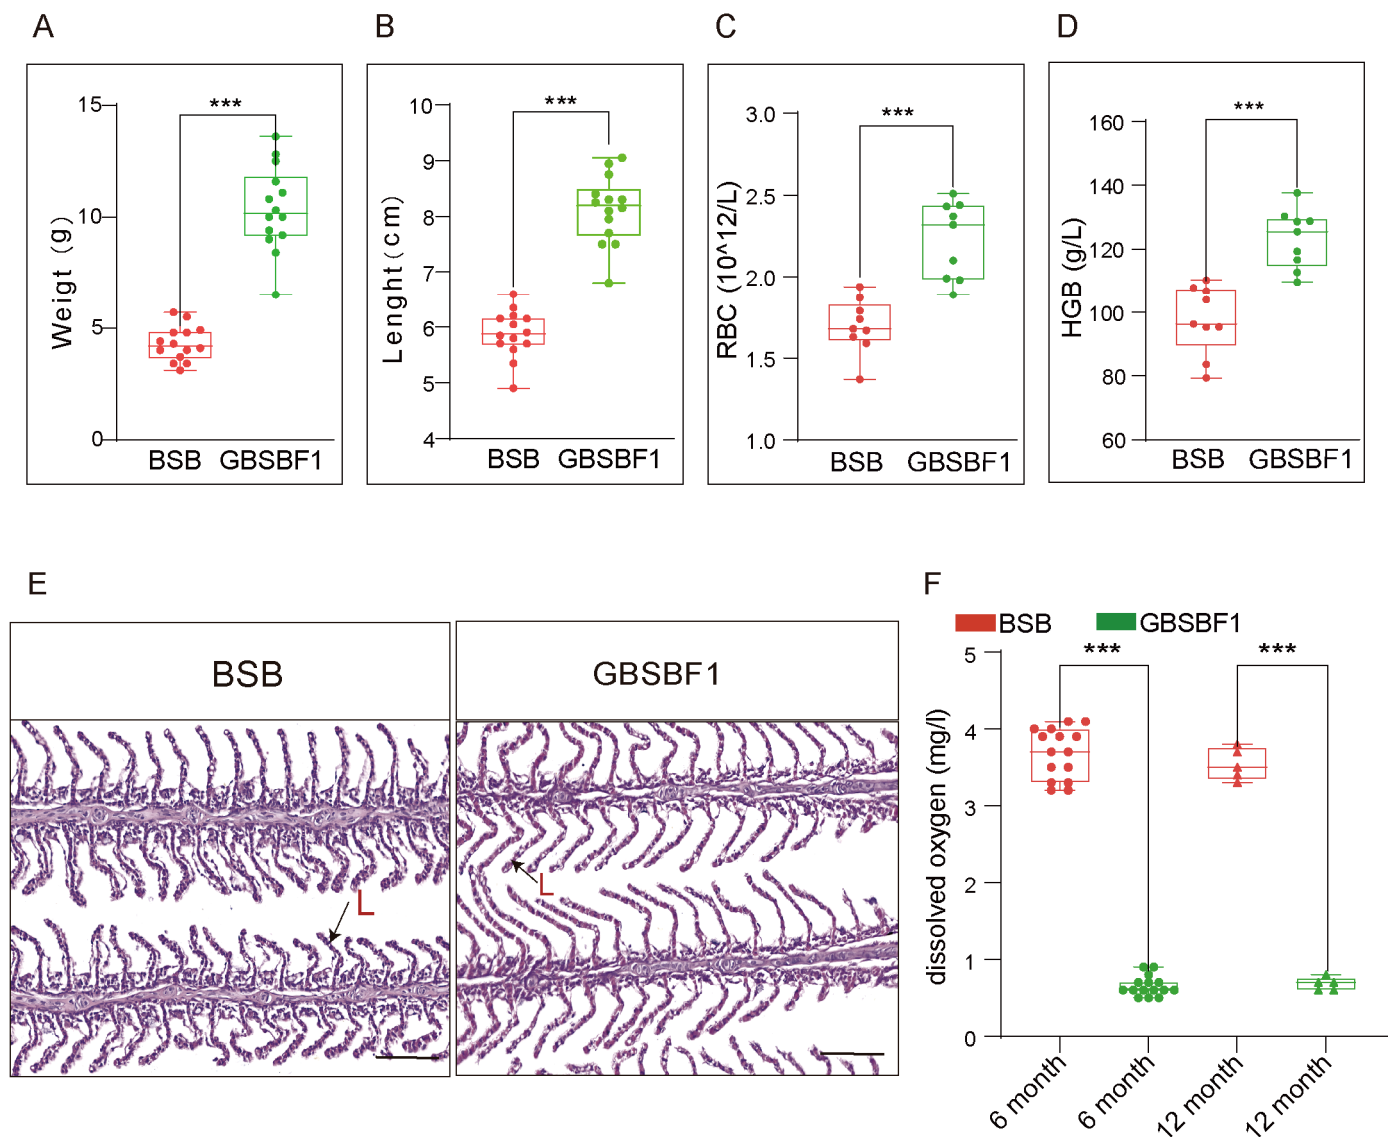 A
B
C
D
***
Weigt (g)
15
10
5
0
BSB GBSBF1
***
Lenght(cm)
10
9
8
7
6
5
4
BSB GBSBF1
***
RBC (10^12/L)
3.0
2.5
2.0
1.5
1.0
BSB GBSBF1
***
HGB (g/L)
160
140
120
100
80
60
BSB GBSBF1
E
BSB
GBSBF1
L
L
F
BSB GBSBF1
*** ***
dissolved oxygen (mg/l)
5
4
3
2
1
0
6 month
6 month
12 month
12 month